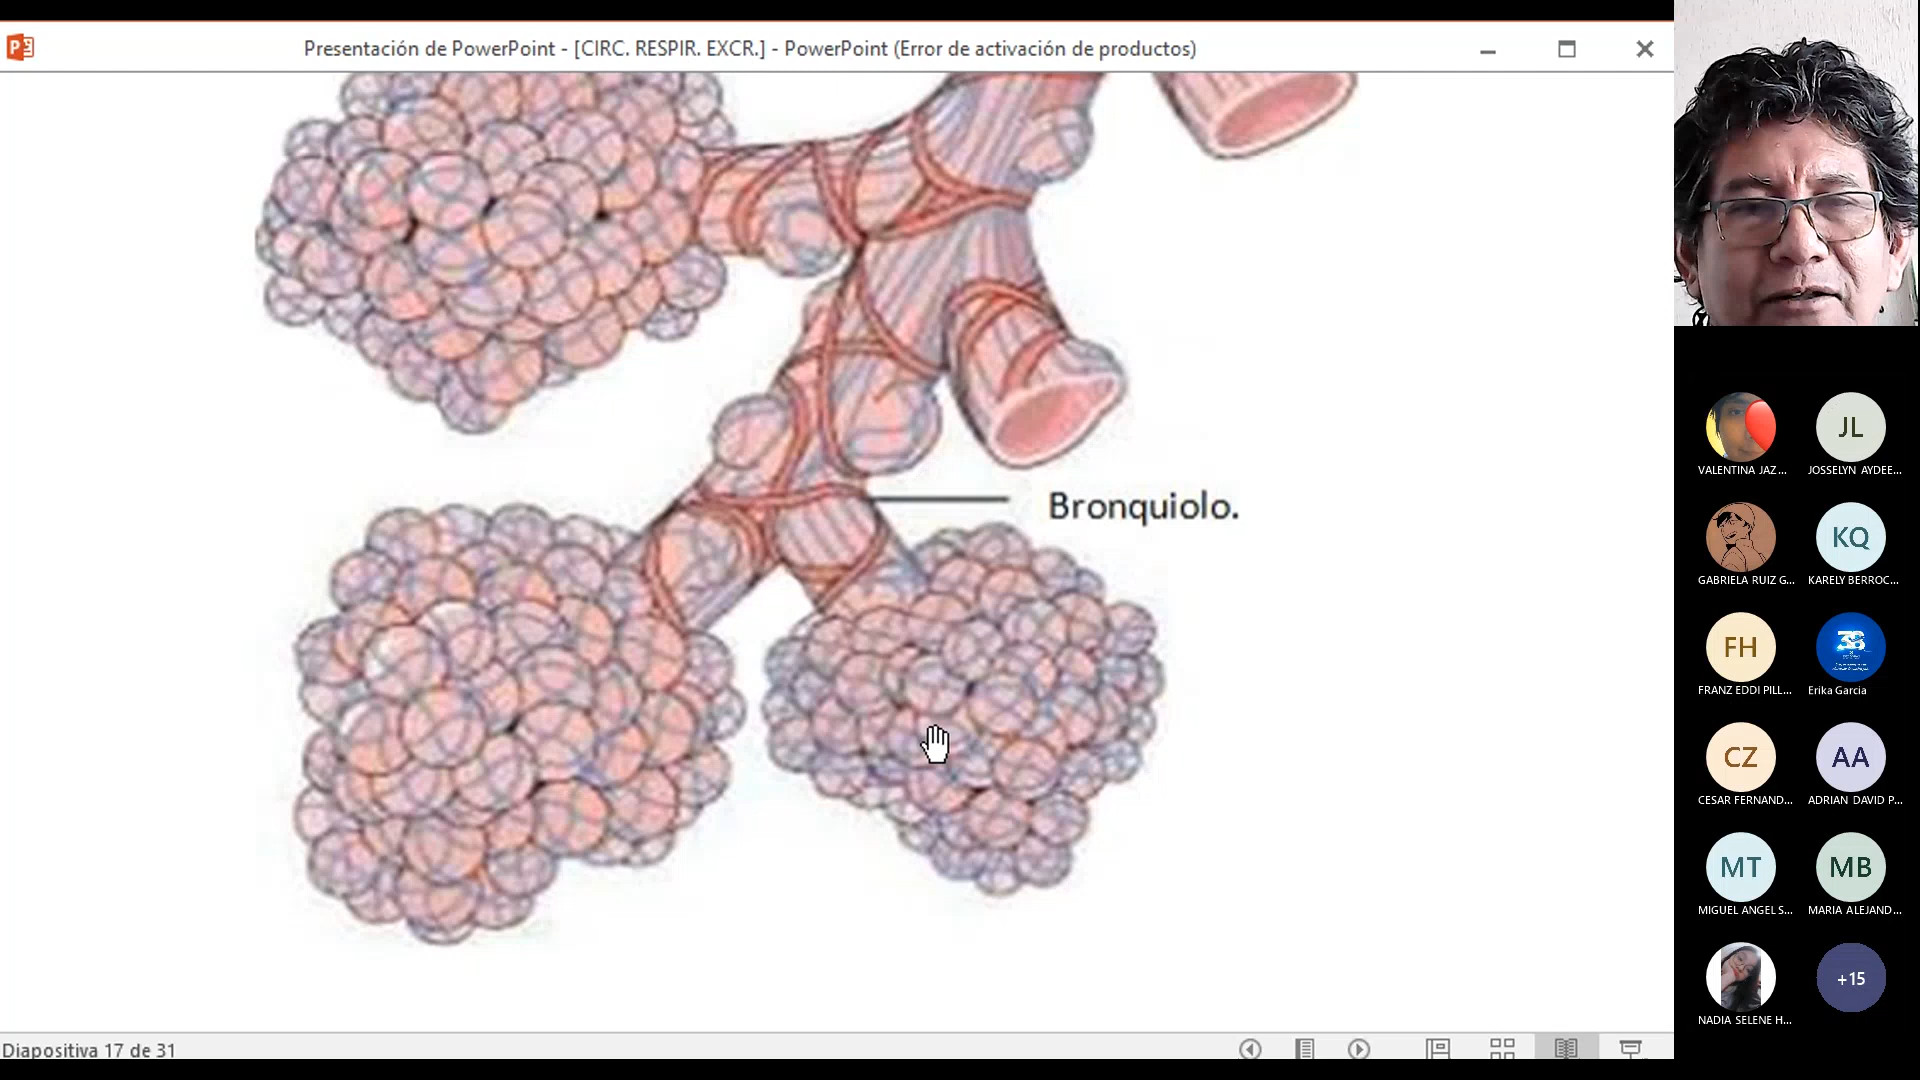 Presentación de PowerPoint - [CIRC. RESPIR. EXCR.] - PowerPoint (Error de activación de productos)
Bronquiolo.
JL
VALENTINA JAZ...
JOSSELYN AYDEE...
KQ
GABRIELA RUIZ G...
KARELY BERROC...
FH
FRANZ EDDI PILL...
Erika Garcia
CZ
AA
CESAR FERNAND...
ADRIAN DAVID P...
MT
MB
MIGUEL ANGEL S...
MARIA ALEJAND...
+15
NADIA SELENE H...
Diapositiva 17 de 31